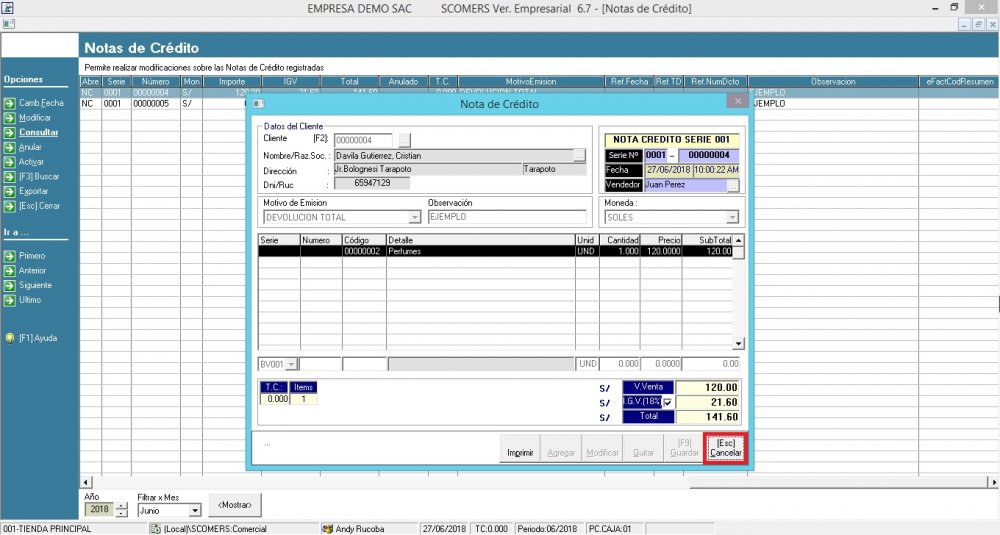 EMPRESA DEMO SAC SCOMERS Ver. Empresarial 6.7 - [Notas de Crédito]
Notas de Crédito
Permite realizar modificaciones sobre las Notas de Crédito registradas
Opciones
Camb.Fecha
Modificar
Consultar
Anular
Activar
[F3] Buscar
Exportar
[Esc] Cerrar
Ir a ...
Primero
Anterior
Siguiente
Ultimo
[F1] Ayuda
Abre Serie Número Mon Importe IGV Total Anulado T.C. MotivoEmision Ref.Fecha Ref.TD Ref.NumDcto Observacion eFactCodResumen
NC 0001 00000004 S/ 120.00 21.60 141.60 0.000 DEVOLUCION TOTAL EJEMPLO
NC 0001 00000005 S/ EJEMPLO
Nota de Crédito
Datos del Cliente
Cliente [F2]: 00000004 ...
Nombre/Raz.Soc.: Davila Gutierrez, Cristian ...
Dirección : Jr.Bolognesi Tarapoto Tarapoto
Dni/Ruc : 65947129
NOTA CREDITO SERIE 001
Serie Nº 0001 - 00000004
Fecha 27/06/2018 10:00:22 AM
Vendedor Juan Perez ...
Motivo de Emision Observación
DEVOLUCION TOTAL EJEMPLO
Moneda :
SOLES
Serie Numero Código Detalle Unid Cantidad Precio SubTotal
00000002 Perfumes UND 1.000 120.0000 120.00
BV001 UND 0.000 0.0000 0.00
T.C.: Items
0.000 1
S/ V.Venta 120.00
S/ I.G.V.(18%) 21.60
S/ Total 141.60
...
Imprimir Agregar Modificar Quitar [F9] Guardar [Esc] Cancelar
Año Filtrar x Mes
2018 Junio <Mostrar>
001-TIENDA PRINCIPAL (Local)\SCOMERS:Comercial Andy Rucoba 27/06/2018 TC:0.000 Periodo:06/2018 PC.CAJA:01